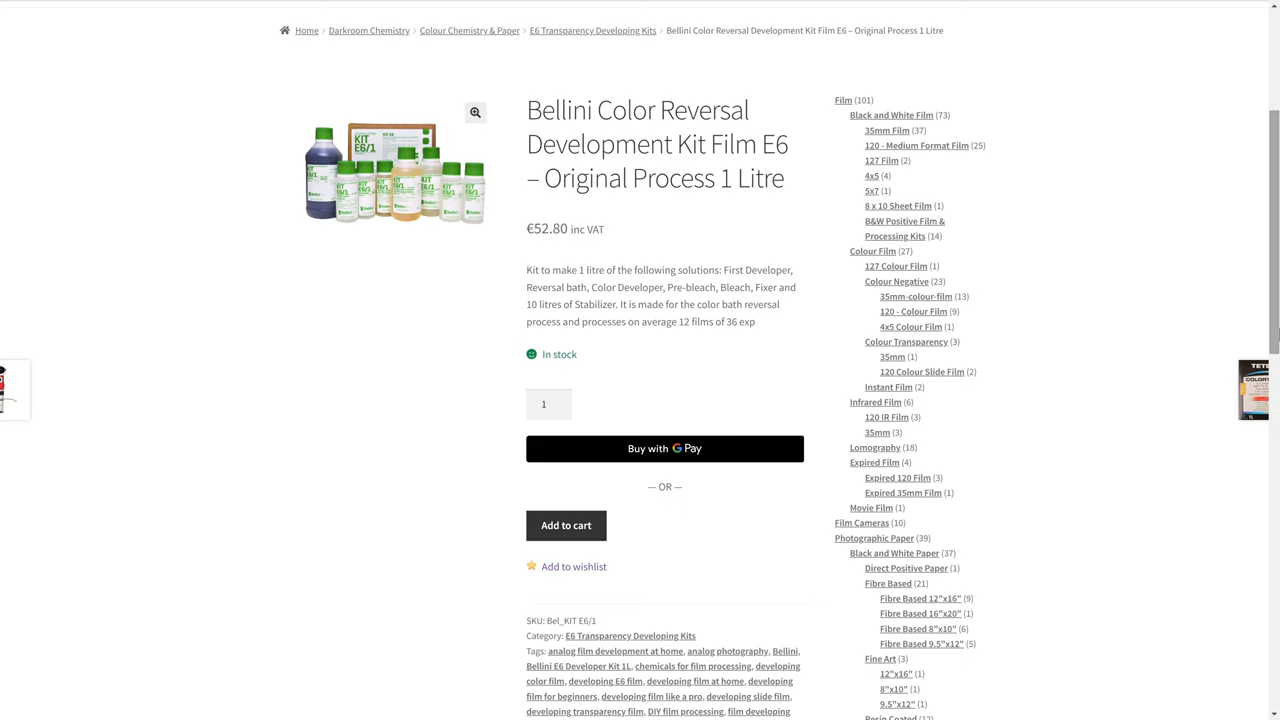 Home > Darkroom Chemistry > Colour Chemistry & Paper > E6 Transparency Developing Kits > Bellini Color Reversal Development Kit Film E6 – Original Process 1 Litre
KIT E6/1
Bellini Color Reversal
Development Kit Film E6
– Original Process 1 Litre
€52.80 inc VAT
Kit to make 1 litre of the following solutions: First Developer,
Reversal bath, Color Developer, Pre-bleach, Bleach, Fixer and
10 litres of Stabilizer. It is made for the color bath reversal
process and processes on average 12 films of 36 exp
In stock
1
Buy with G Pay
— OR —
Add to cart
Add to wishlist
SKU: Bel_KIT E6/1
Category: E6 Transparency Developing Kits
Tags: analog film development at home, analog photography, Bellini,
Bellini E6 Developer Kit 1L, chemicals for film processing, developing
color film, developing E6 film, developing film at home, developing
film for beginners, developing film like a pro, developing slide film,
developing transparency film, DIY film processing, film developing
Film (101)
Black and White Film (73)
35mm Film (37)
120 - Medium Format Film (25)
127 Film (2)
4x5 (4)
5x7 (1)
8 x 10 Sheet Film (1)
B&W Positive Film &
Processing Kits (14)
Colour Film (27)
127 Colour Film (1)
Colour Negative (23)
35mm-colour-film (13)
120 - Colour Film (9)
4x5 Colour Film (1)
Colour Transparency (3)
35mm (1)
120 Colour Slide Film (2)
Instant Film (2)
Infrared Film (6)
120 IR Film (3)
35mm (3)
Lomography (18)
Expired Film (4)
Expired 120 Film (3)
Expired 35mm Film (1)
Movie Film (1)
Film Cameras (10)
Photographic Paper (39)
Black and White Paper (37)
Direct Positive Paper (1)
Fibre Based (21)
Fibre Based 12"x16" (9)
Fibre Based 16"x20" (1)
Fibre Based 8"x10" (6)
Fibre Based 9.5"x12" (5)
Fine Art (3)
12"x16" (1)
8"x10" (1)
9.5"x12" (1)
Resin Coated (12)